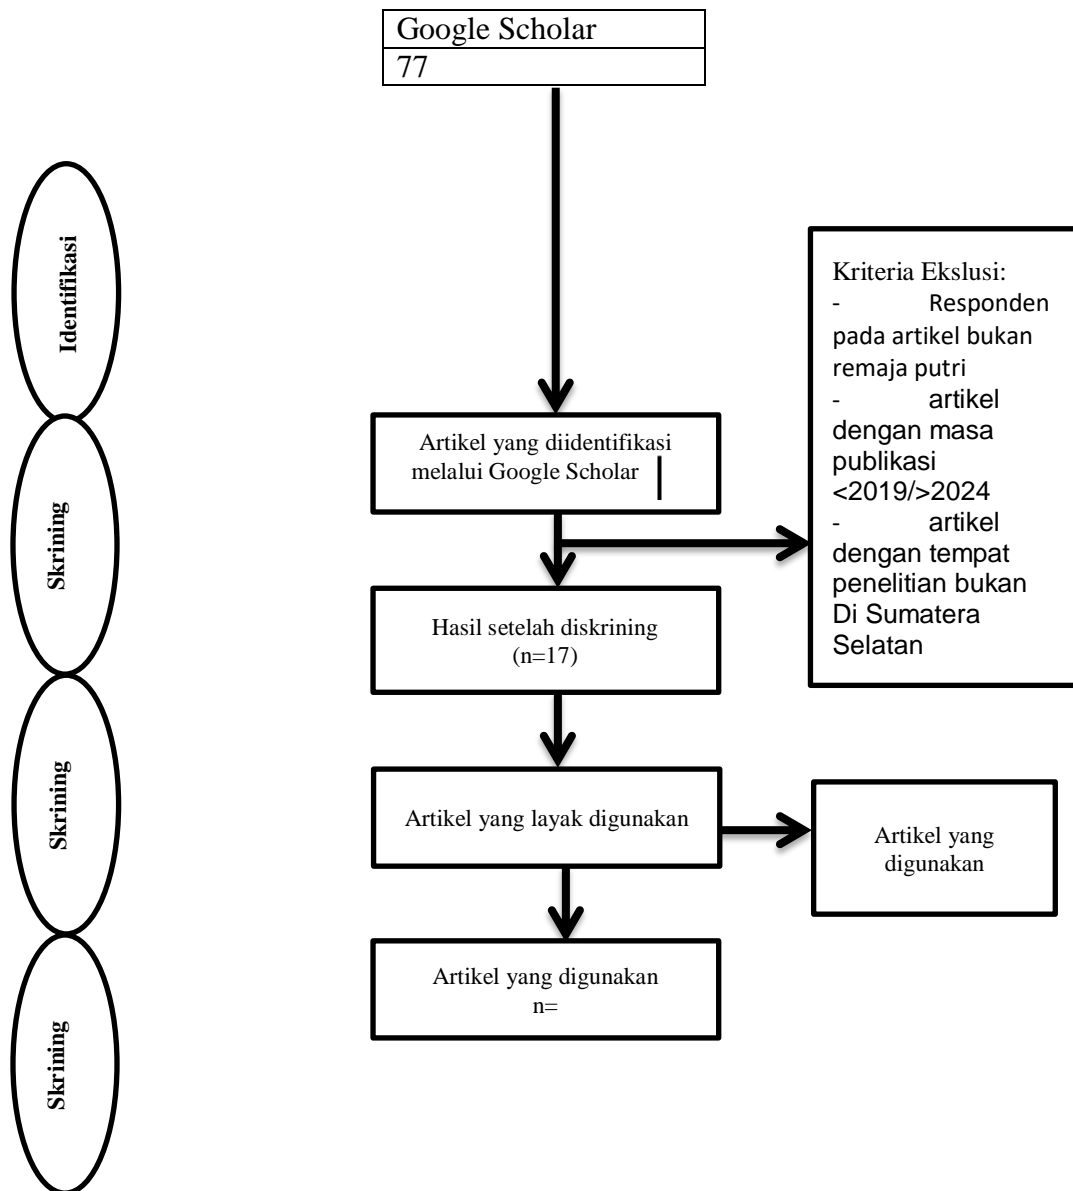 Google Scholar
77
Identifikasi
Kriteria Ekslusi:
- Responden
pada artikel bukan
remaja putri
- artikel
dengan masa
publikasi
<2019/>2024
- artikel
dengan tempat
penelitian bukan
Di Sumatera
Selatan
Artikel yang diidentifikasi
melalui Google Scholar
Skrining
Hasil setelah diskrining
(n=17)
Skrining
Artikel yang layak digunakan
Artikel yang
digunakan
Skrining
Artikel yang digunakan
n=